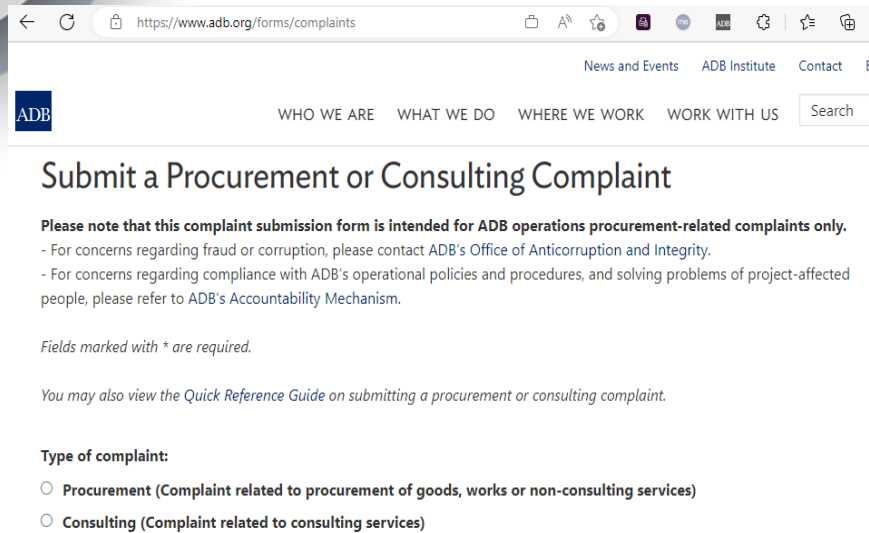 https://www.adb.org/forms/complaints
News and Events ADB Institute Contact
ADB
WHO WE ARE WHAT WE DO WHERE WE WORK WORK WITH US Search
Submit a Procurement or Consulting Complaint
Please note that this complaint submission form is intended for ADB operations procurement-related complaints only.
- For concerns regarding fraud or corruption, please contact ADB's Office of Anticorruption and Integrity.
- For concerns regarding compliance with ADB's operational policies and procedures, and solving problems of project-affected
people, please refer to ADB's Accountability Mechanism.
Fields marked with * are required.
You may also view the Quick Reference Guide on submitting a procurement or consulting complaint.
Type of complaint:
Procurement (Complaint related to procurement of goods, works or non-consulting services)
Consulting (Complaint related to consulting services)